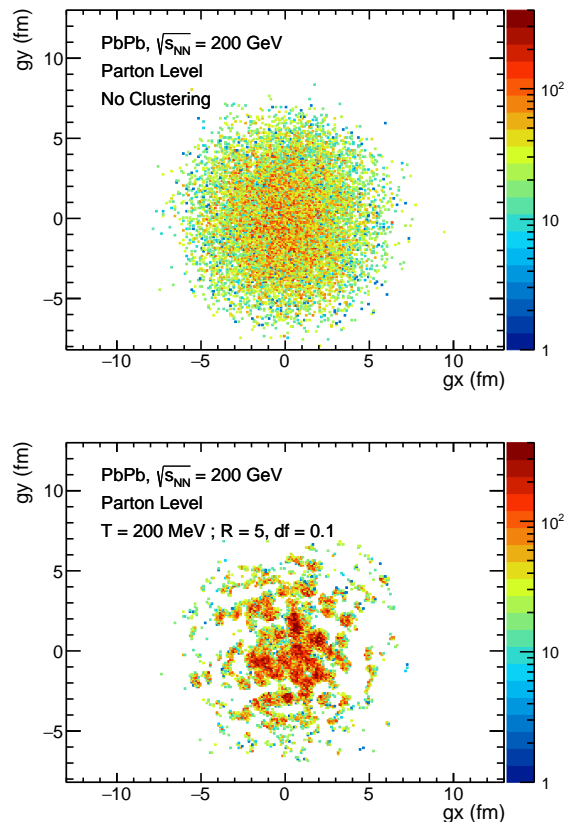 gy (fm)
PbPb, √s_NN = 200 GeV
Parton Level
No Clustering
10
5
0
−5
−10 −5 0 5 10
gx (fm)
10²
10
1
gy (fm)
PbPb, √s_NN = 200 GeV
Parton Level
T = 200 MeV ; R = 5, df = 0.1
10
5
0
−5
−10 −5 0 5 10
gx (fm)
10²
10
1